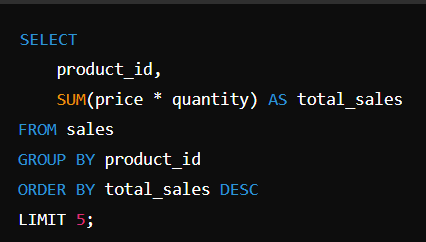 SELECT
    product_id,
    SUM(price * quantity) AS total_sales
FROM sales
GROUP BY product_id
ORDER BY total_sales DESC
LIMIT 5;